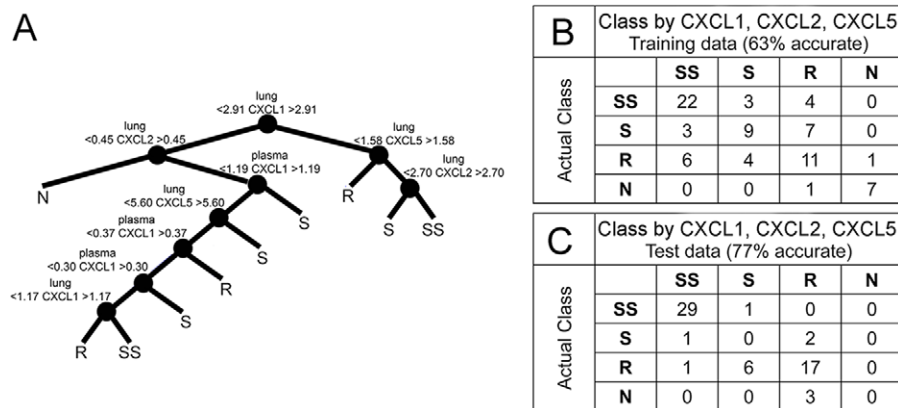 A
lung
<2.91 CXCL1 >2.91
lung
<0.45 CXCL2 >0.45
lung
<1.58 CXCL5 >1.58
plasma
<1.19 CXCL1 >1.19
lung
<2.70 CXCL2 >2.70
N
R
lung
<5.60 CXCL5 >5.60
S
S
SS
plasma
<0.37 CXCL1 >0.37
S
plasma
<0.30 CXCL1 >0.30
R
lung
<1.17 CXCL1 >1.17
S
R
SS
B
Class by CXCL1, CXCL2, CXCL5
Training data (63% accurate)
Actual Class
SS S R N
SS 22 3 4 0
S 3 9 7 0
R 6 4 11 1
N 0 0 1 7
C
Class by CXCL1, CXCL2, CXCL5
Test data (77% accurate)
Actual Class
SS S R N
SS 29 1 0 0
S 1 0 2 0
R 1 6 17 0
N 0 0 3 0